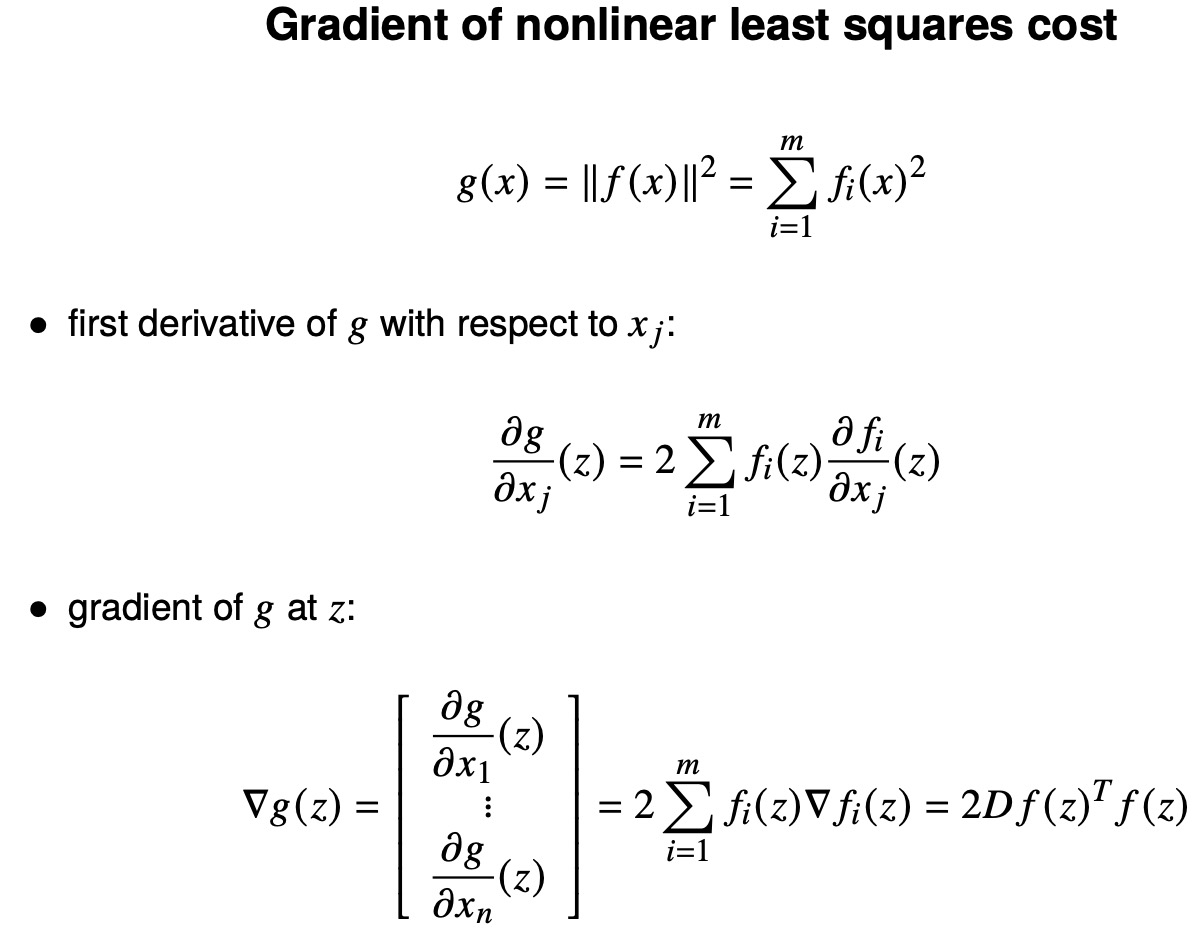 Gradient of nonlinear least squares cost
g(x) = ‖f(x)‖² = ∑_{i=1}^{m} f_i(x)²
• first derivative of g with respect to x_j:
∂g/∂x_j (z) = 2 ∑_{i=1}^{m} f_i(z) ∂f_i/∂x_j (z)
• gradient of g at z:
∇g(z) = [ ∂g/∂x_1 (z) ⋮ ∂g/∂x_n (z) ] = 2 ∑_{i=1}^{m} f_i(z)∇f_i(z) = 2Df(z)^T f(z)